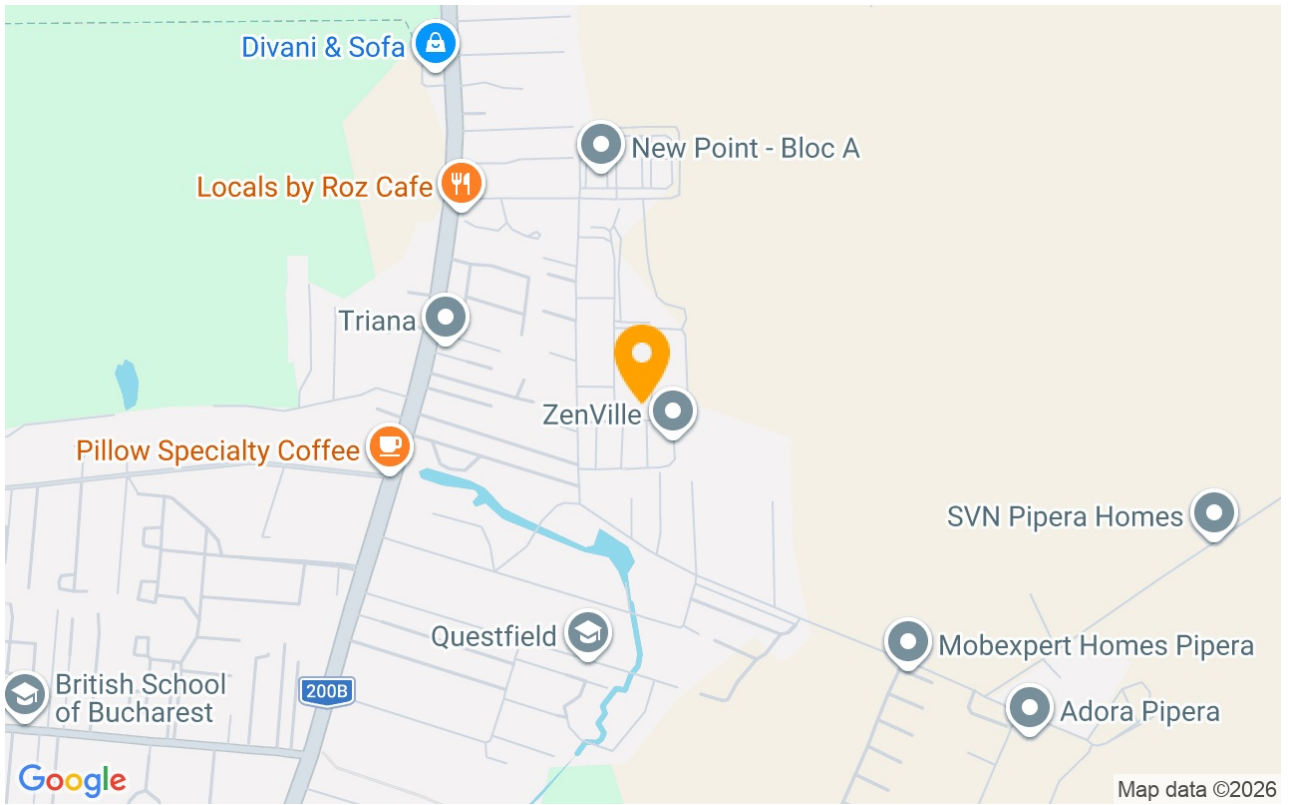 Divani & Sofa
New Point - Bloc A
Locals by Roz Cafe
Triana
ZenVille
Pillow Specialty Coffee
SVN Pipera Homes
Questfield
Mobexpert Homes Pipera
British School
of Bucharest
200B
Adora Pipera
Google
Map data ©2026